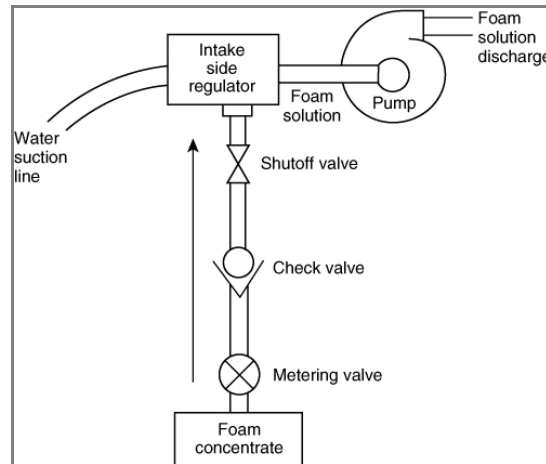 Foam
solution
discharge
Intake
side
regulator
Foam
solution
Pump
Water
suction
line
Shutoff valve
Check valve
Metering valve
Foam
concentrate